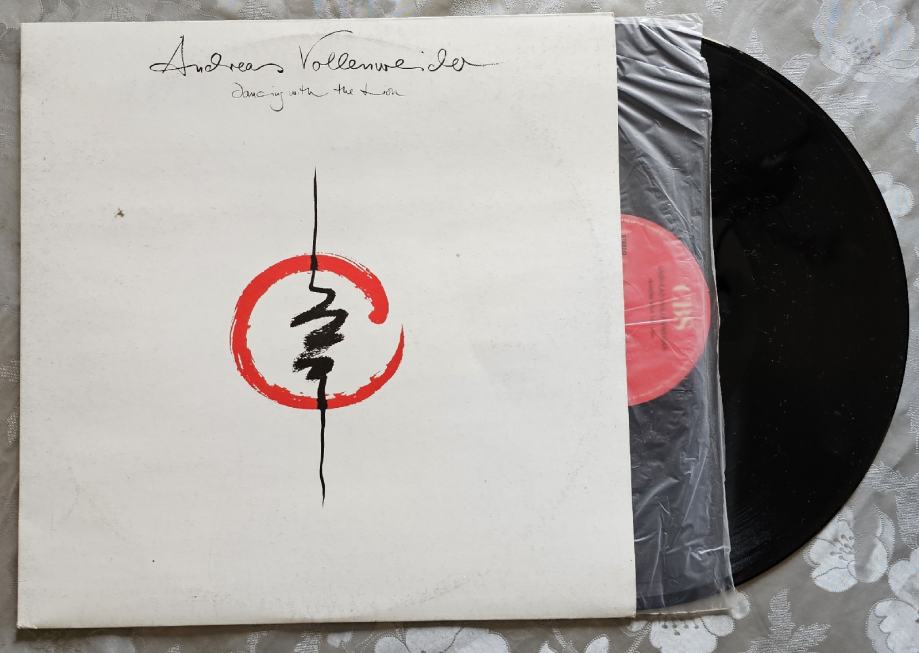 Andreas Vollenweider
dancing with the lion
CBS